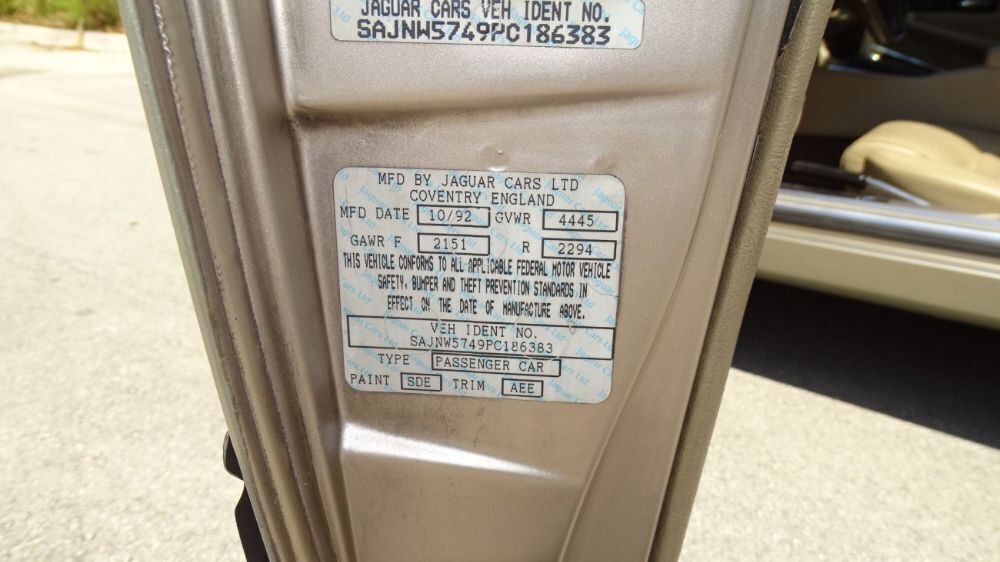 JAGUAR CARS VEH IDENT NO.
SAJNW5749PC186383
MFD BY JAGUAR CARS LTD
COVENTRY ENGLAND
MFD DATE 10/92 GVWR 4445
GAWR F 2151 R 2294
THIS VEHICLE CONFORMS TO ALL APPLICABLE FEDERAL MOTOR VEHICLE
SAFETY, BUMPER AND THEFT PREVENTION STANDARDS IN
EFFECT ON THE DATE OF MANUFACTURE ABOVE.
VEH IDENT NO.
SAJNW5749PC186383
TYPE PASSENGER CAR
PAINT SDE TRIM AEE